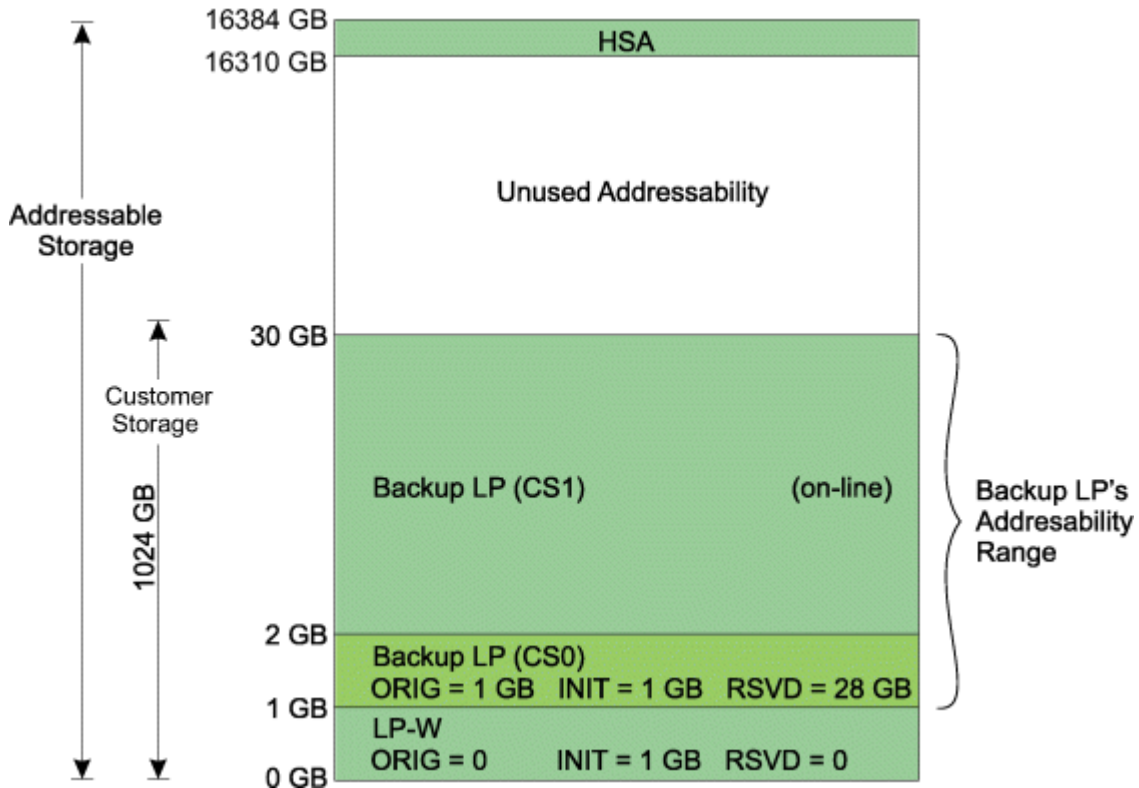 16384 GB
HSA
16310 GB
Unused Addressability
Addressable
Storage
30 GB
Customer
Storage
1024 GB
Backup LP (CS1) (on-line)
Backup LP's
Addresability
Range
2 GB
Backup LP (CS0)
ORIG = 1 GB INIT = 1 GB RSVD = 28 GB
1 GB
LP-W
ORIG = 0 INIT = 1 GB RSVD = 0
0 GB